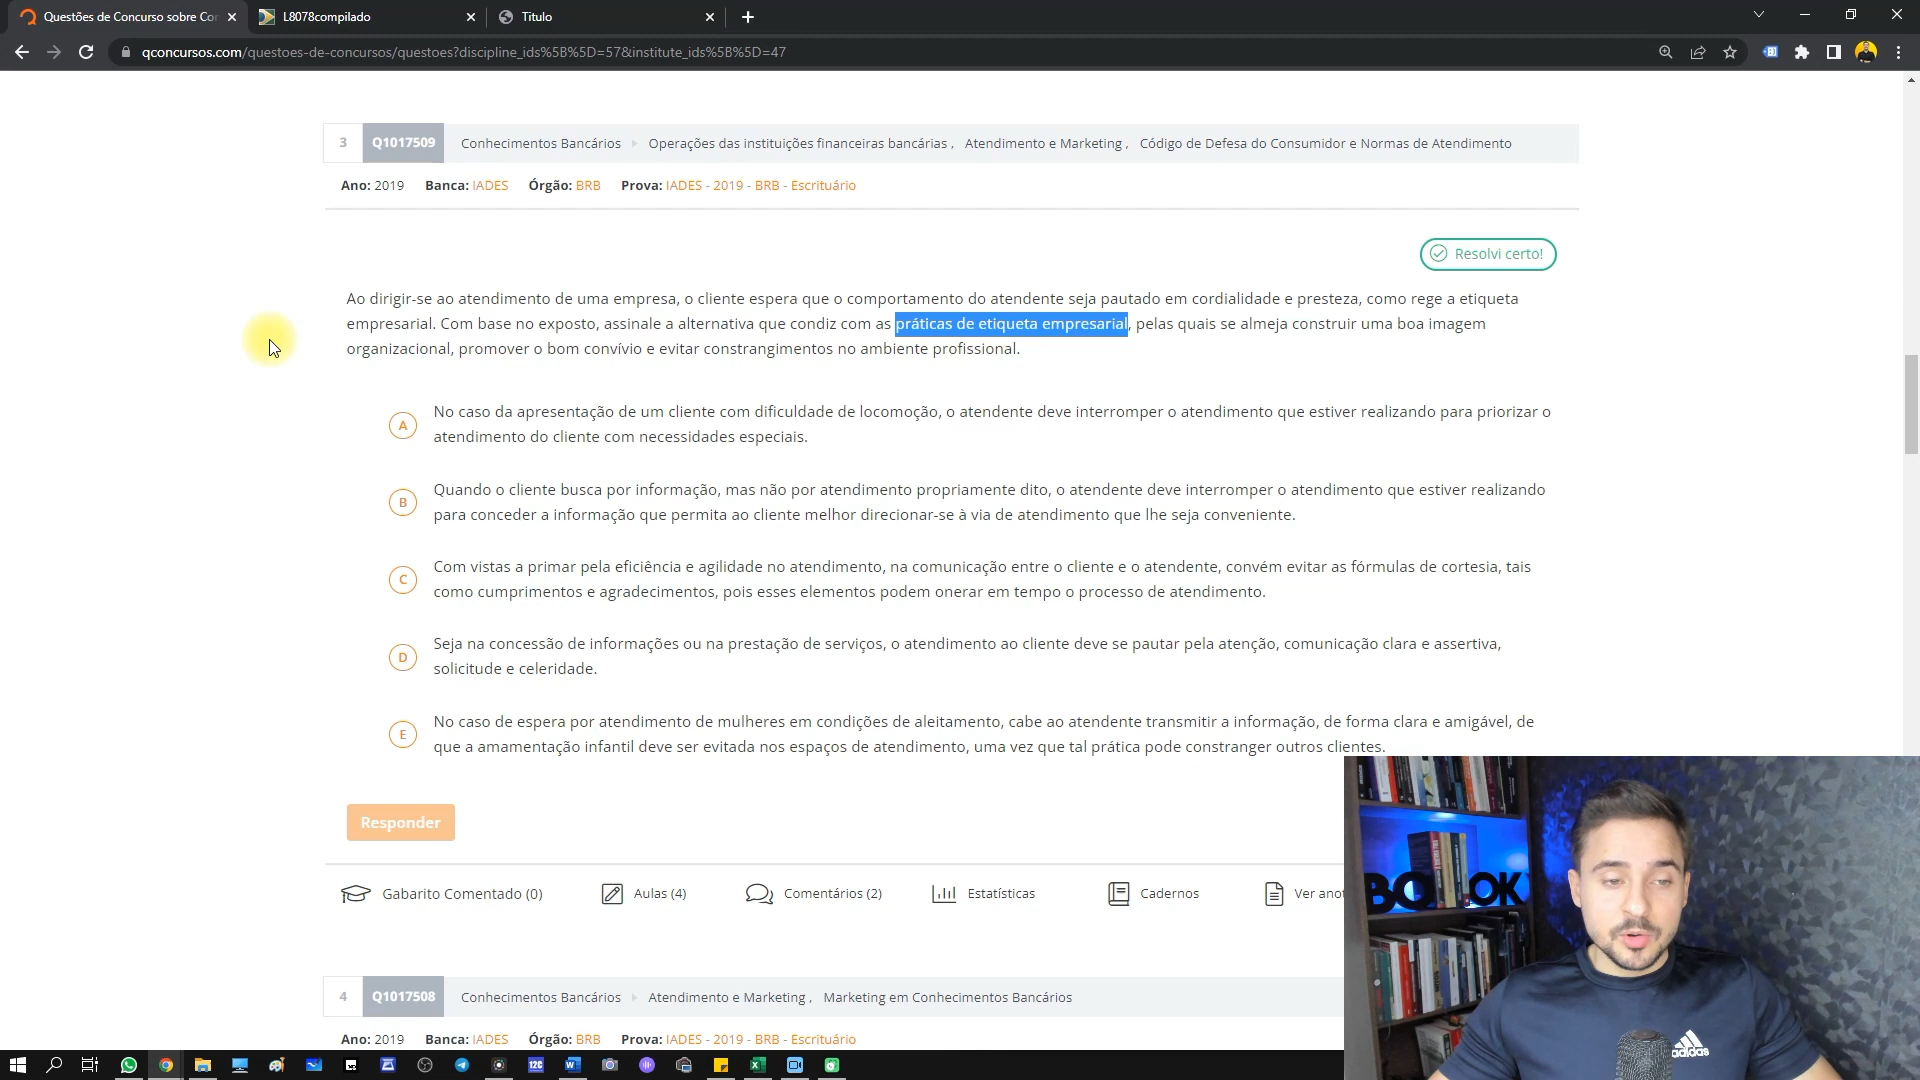 Questões de Concurso sobre Co
L8078compilado
Titulo
qconcursos.com/questoes-de-concursos/questoes?discipline_ids%5B%5D=57&institute_ids%5B%5D=47
3 Q1017509 Conhecimentos Bancários Operações das instituições financeiras bancárias , Atendimento e Marketing , Código de Defesa do Consumidor e Normas de Atendimento
Ano: 2019 Banca: IADES Órgão: BRB Prova: IADES - 2019 - BRB - Escrituário
Resolvi certo!
Ao dirigir-se ao atendimento de uma empresa, o cliente espera que o comportamento do atendente seja pautado em cordialidade e presteza, como rege a etiqueta
empresarial. Com base no exposto, assinale a alternativa que condiz com as práticas de etiqueta empresarial, pelas quais se almeja construir uma boa imagem
organizacional, promover o bom convívio e evitar constrangimentos no ambiente profissional.
A No caso da apresentação de um cliente com dificuldade de locomoção, o atendente deve interromper o atendimento que estiver realizando para priorizar o
atendimento do cliente com necessidades especiais.
B Quando o cliente busca por informação, mas não por atendimento propriamente dito, o atendente deve interromper o atendimento que estiver realizando
para conceder a informação que permita ao cliente melhor direcionar-se à via de atendimento que lhe seja conveniente.
C Com vistas a primar pela eficiência e agilidade no atendimento, na comunicação entre o cliente e o atendente, convém evitar as fórmulas de cortesia, tais
como cumprimentos e agradecimentos, pois esses elementos podem onerar em tempo o processo de atendimento.
D Seja na concessão de informações ou na prestação de serviços, o atendimento ao cliente deve se pautar pela atenção, comunicação clara e assertiva,
solicitude e celeridade.
E No caso de espera por atendimento de mulheres em condições de aleitamento, cabe ao atendente transmitir a informação, de forma clara e amigável, de
que a amamentação infantil deve ser evitada nos espaços de atendimento, uma vez que tal prática pode constranger outros clientes.
Responder
Gabarito Comentado (0) Aulas (4) Comentários (2) Estatísticas Cadernos Ver ano
BO OK
4 Q1017508 Conhecimentos Bancários Atendimento e Marketing , Marketing em Conhecimentos Bancários
Ano: 2019 Banca: IADES Órgão: BRB Prova: IADES - 2019 - BRB - Escrituário
adidas
12C